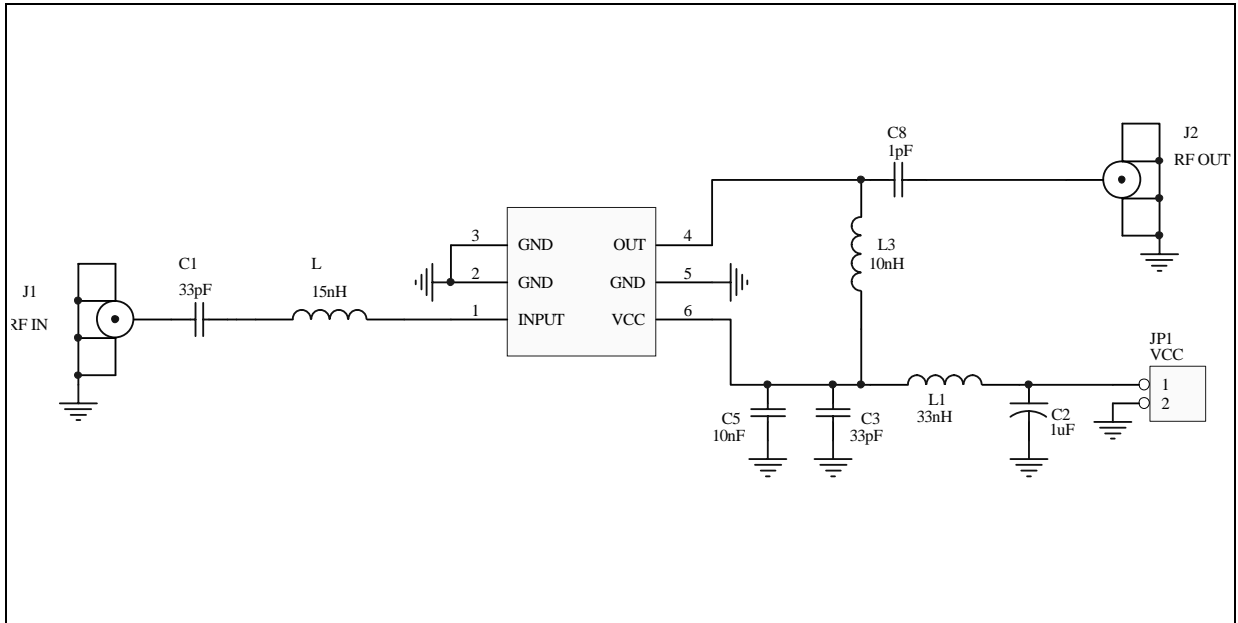 J1
RF IN
C1
33pF
L
15nH
3
GND
2
GND
1
INPUT
OUT
4
GND
5
VCC
6
C8
1pF
J2
RF OUT
L3
10nH
C5
10nF
C3
33pF
L1
33nH
C2
1uF
JP1
VCC
1
2